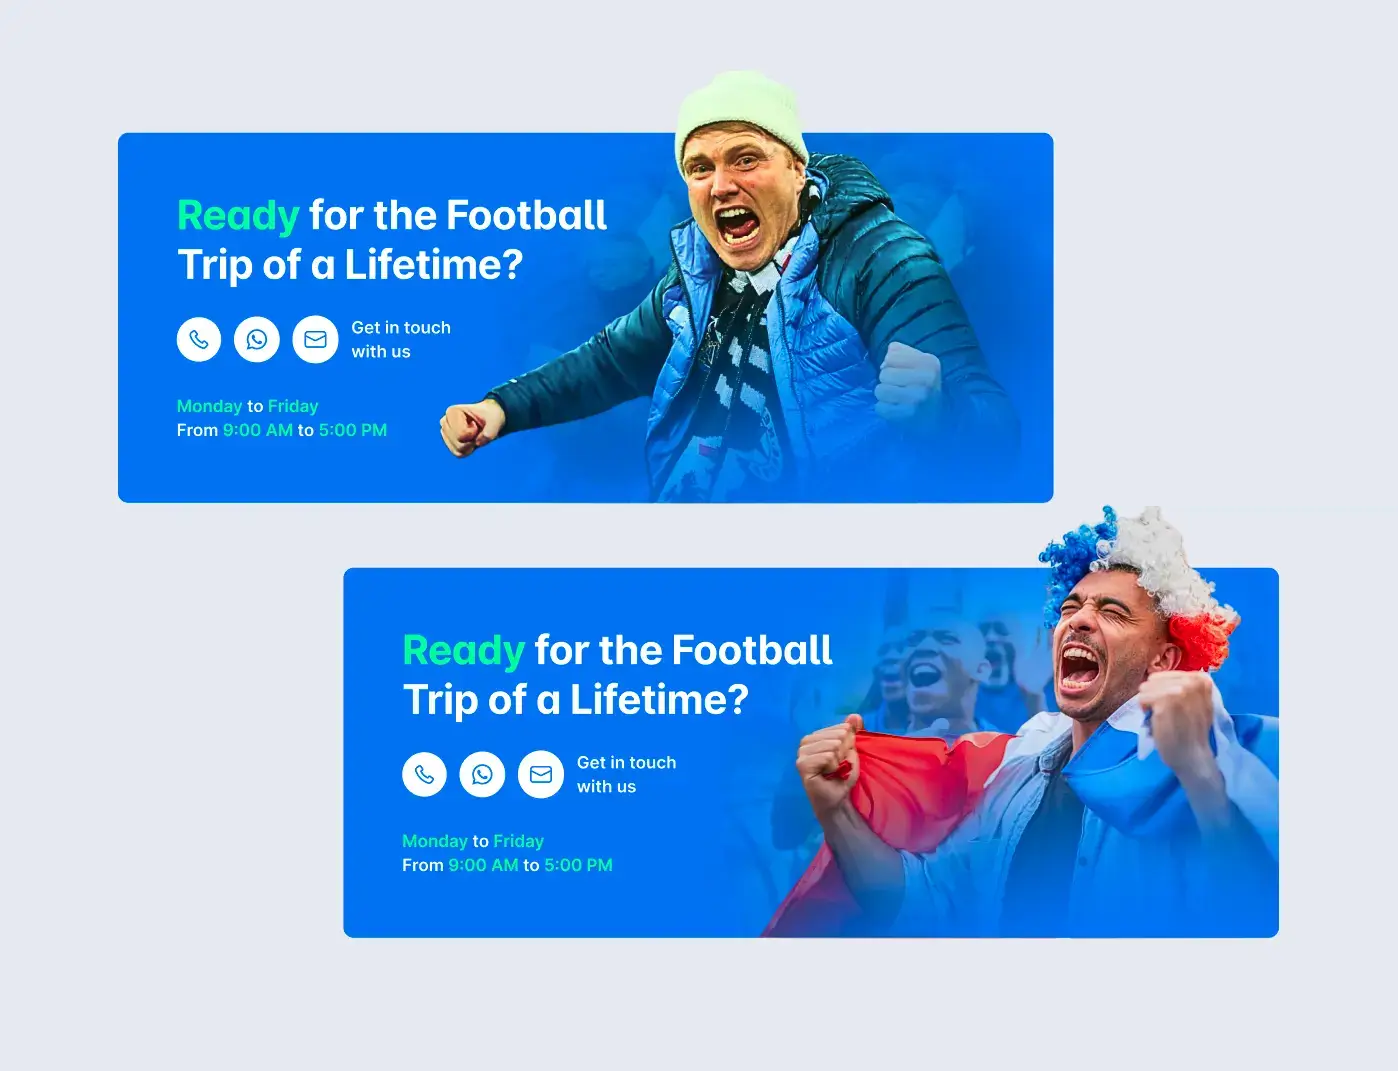 Ready for the Football
Trip of a Lifetime?
Get in touch
with us
Monday to Friday
From 9:00 AM to 5:00 PM
Ready for the Football
Trip of a Lifetime?
Get in touch
with us
Monday to Friday
From 9:00 AM to 5:00 PM